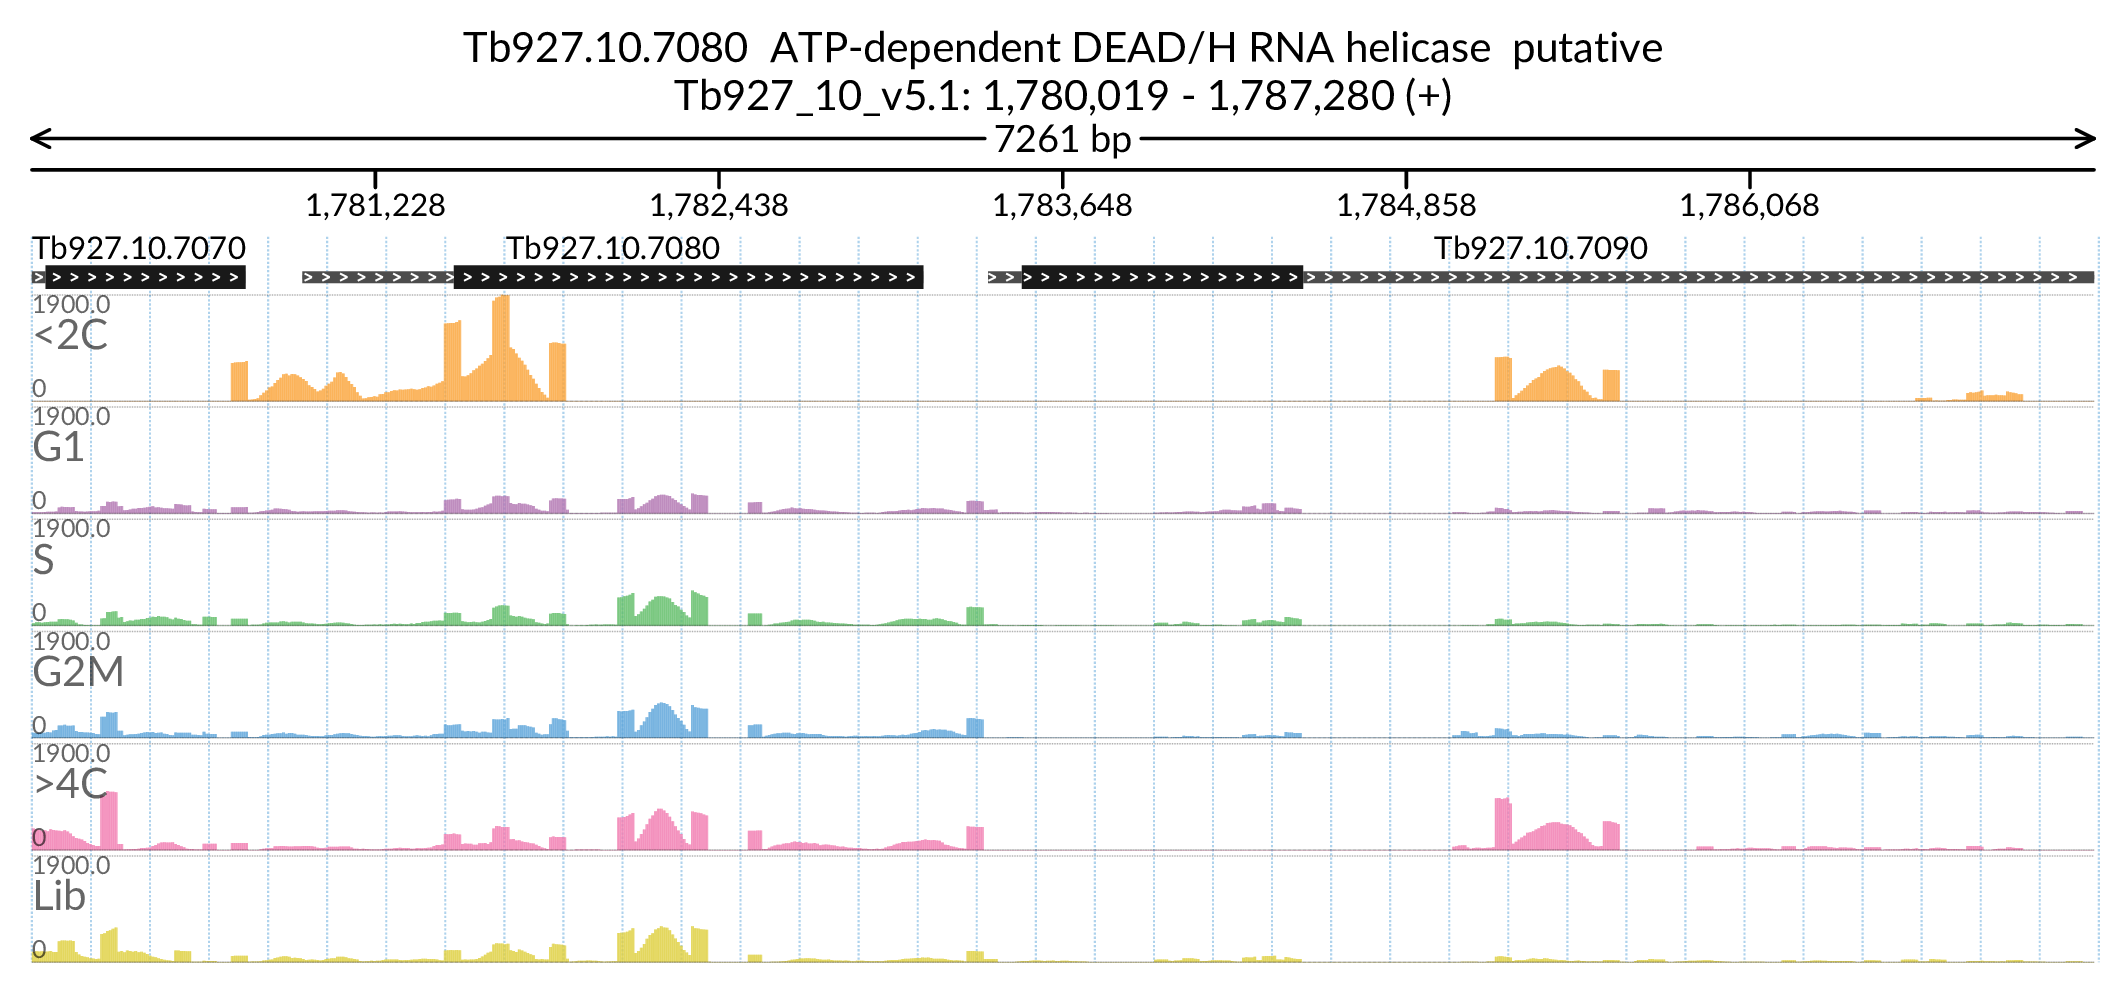 Tb927.10.7080 ATP-dependent DEAD/H RNA helicase putative
Tb927_10_v5.1: 1,780,019 - 1,787,280 (+)
7261 bp
1,781,228 1,782,438 1,783,648 1,784,858 1,786,068
Tb927.10.7070 Tb927.10.7080 Tb927.10.7090
1900.0
<2C
0
1900.0
G1
0
1900.0
S
0
1900.0
G2M
0
1900.0
>4C
0
1900.0
Lib
0